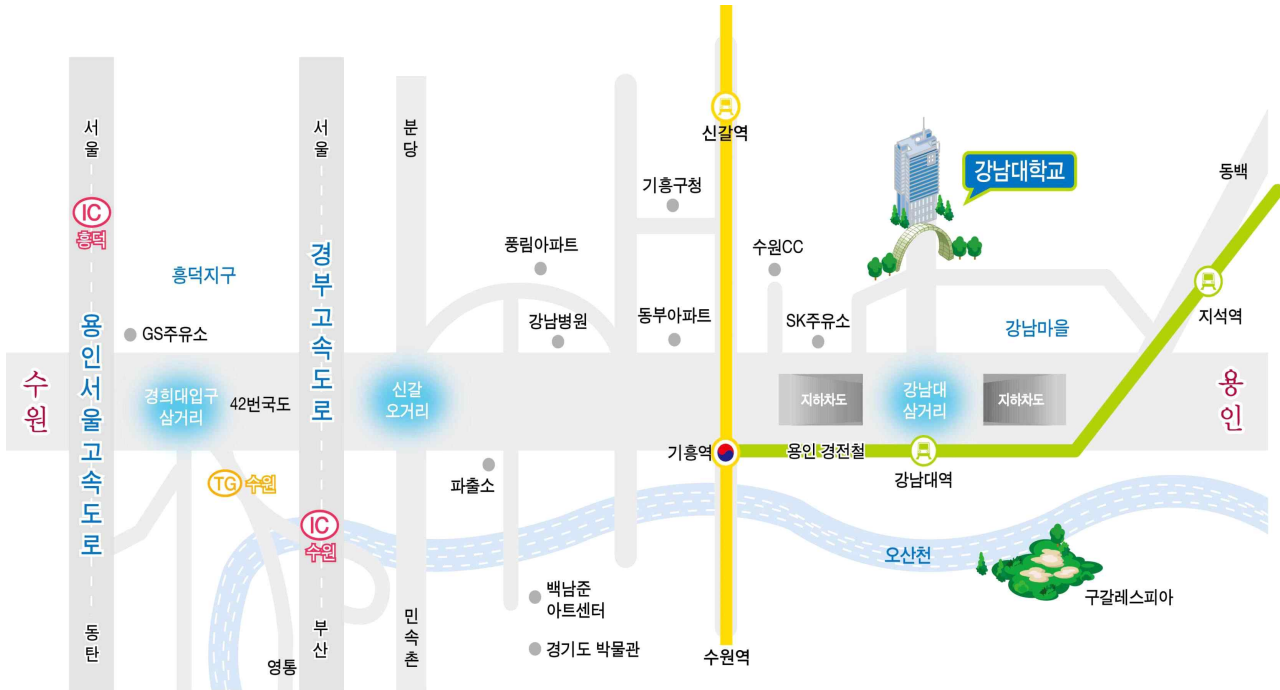 서울
서울
분당
신갈역
강남대학교
동백
기흥구청
IC
흥덕
풍림아파트
수원CC
흥덕지구
경부고속도로
지석역
GS주유소
용인서울고속도로
강남병원
동부아파트
SK주유소
강남마을
수원
경희대입구
삼거리
42번국도
신갈
오거리
지하차도
강남대
삼거리
지하차도
용인
기흥역
용인 경전철
강남대역
TG 수원
파출소
IC
수원
오산천
백남준
아트센터
구갈레스피아
동탄
영통
부산
민속촌
경기도 박물관
수원역